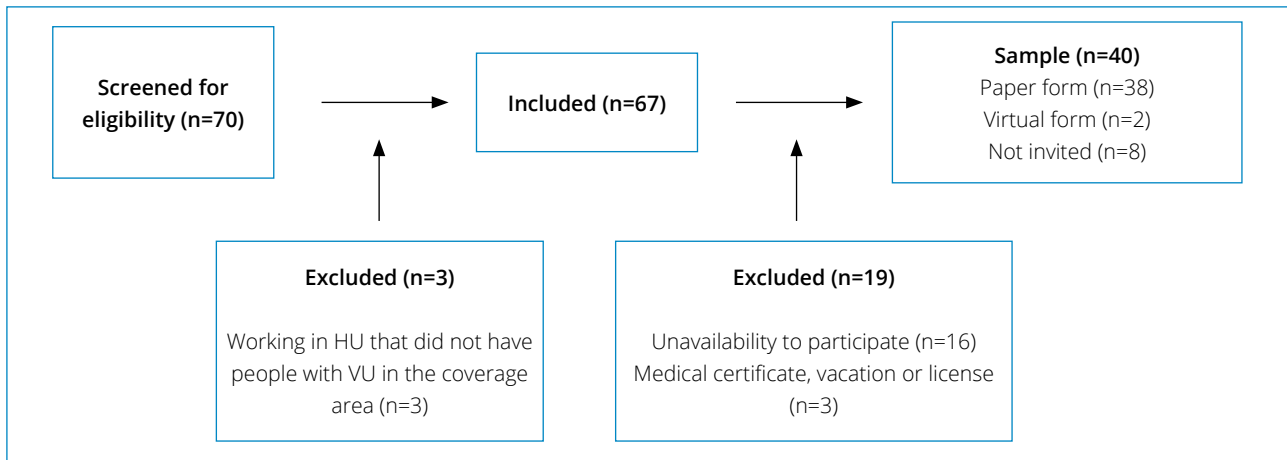 Screened for
eligibility (n=70)
Included (n=67)
Sample (n=40)
Paper form (n=38)
Virtual form (n=2)
Not invited (n=8)
Excluded (n=3)
Working in HU that did not have
people with VU in the coverage
area (n=3)
Excluded (n=19)
Unavailability to participate (n=16)
Medical certificate, vacation or license
(n=3)